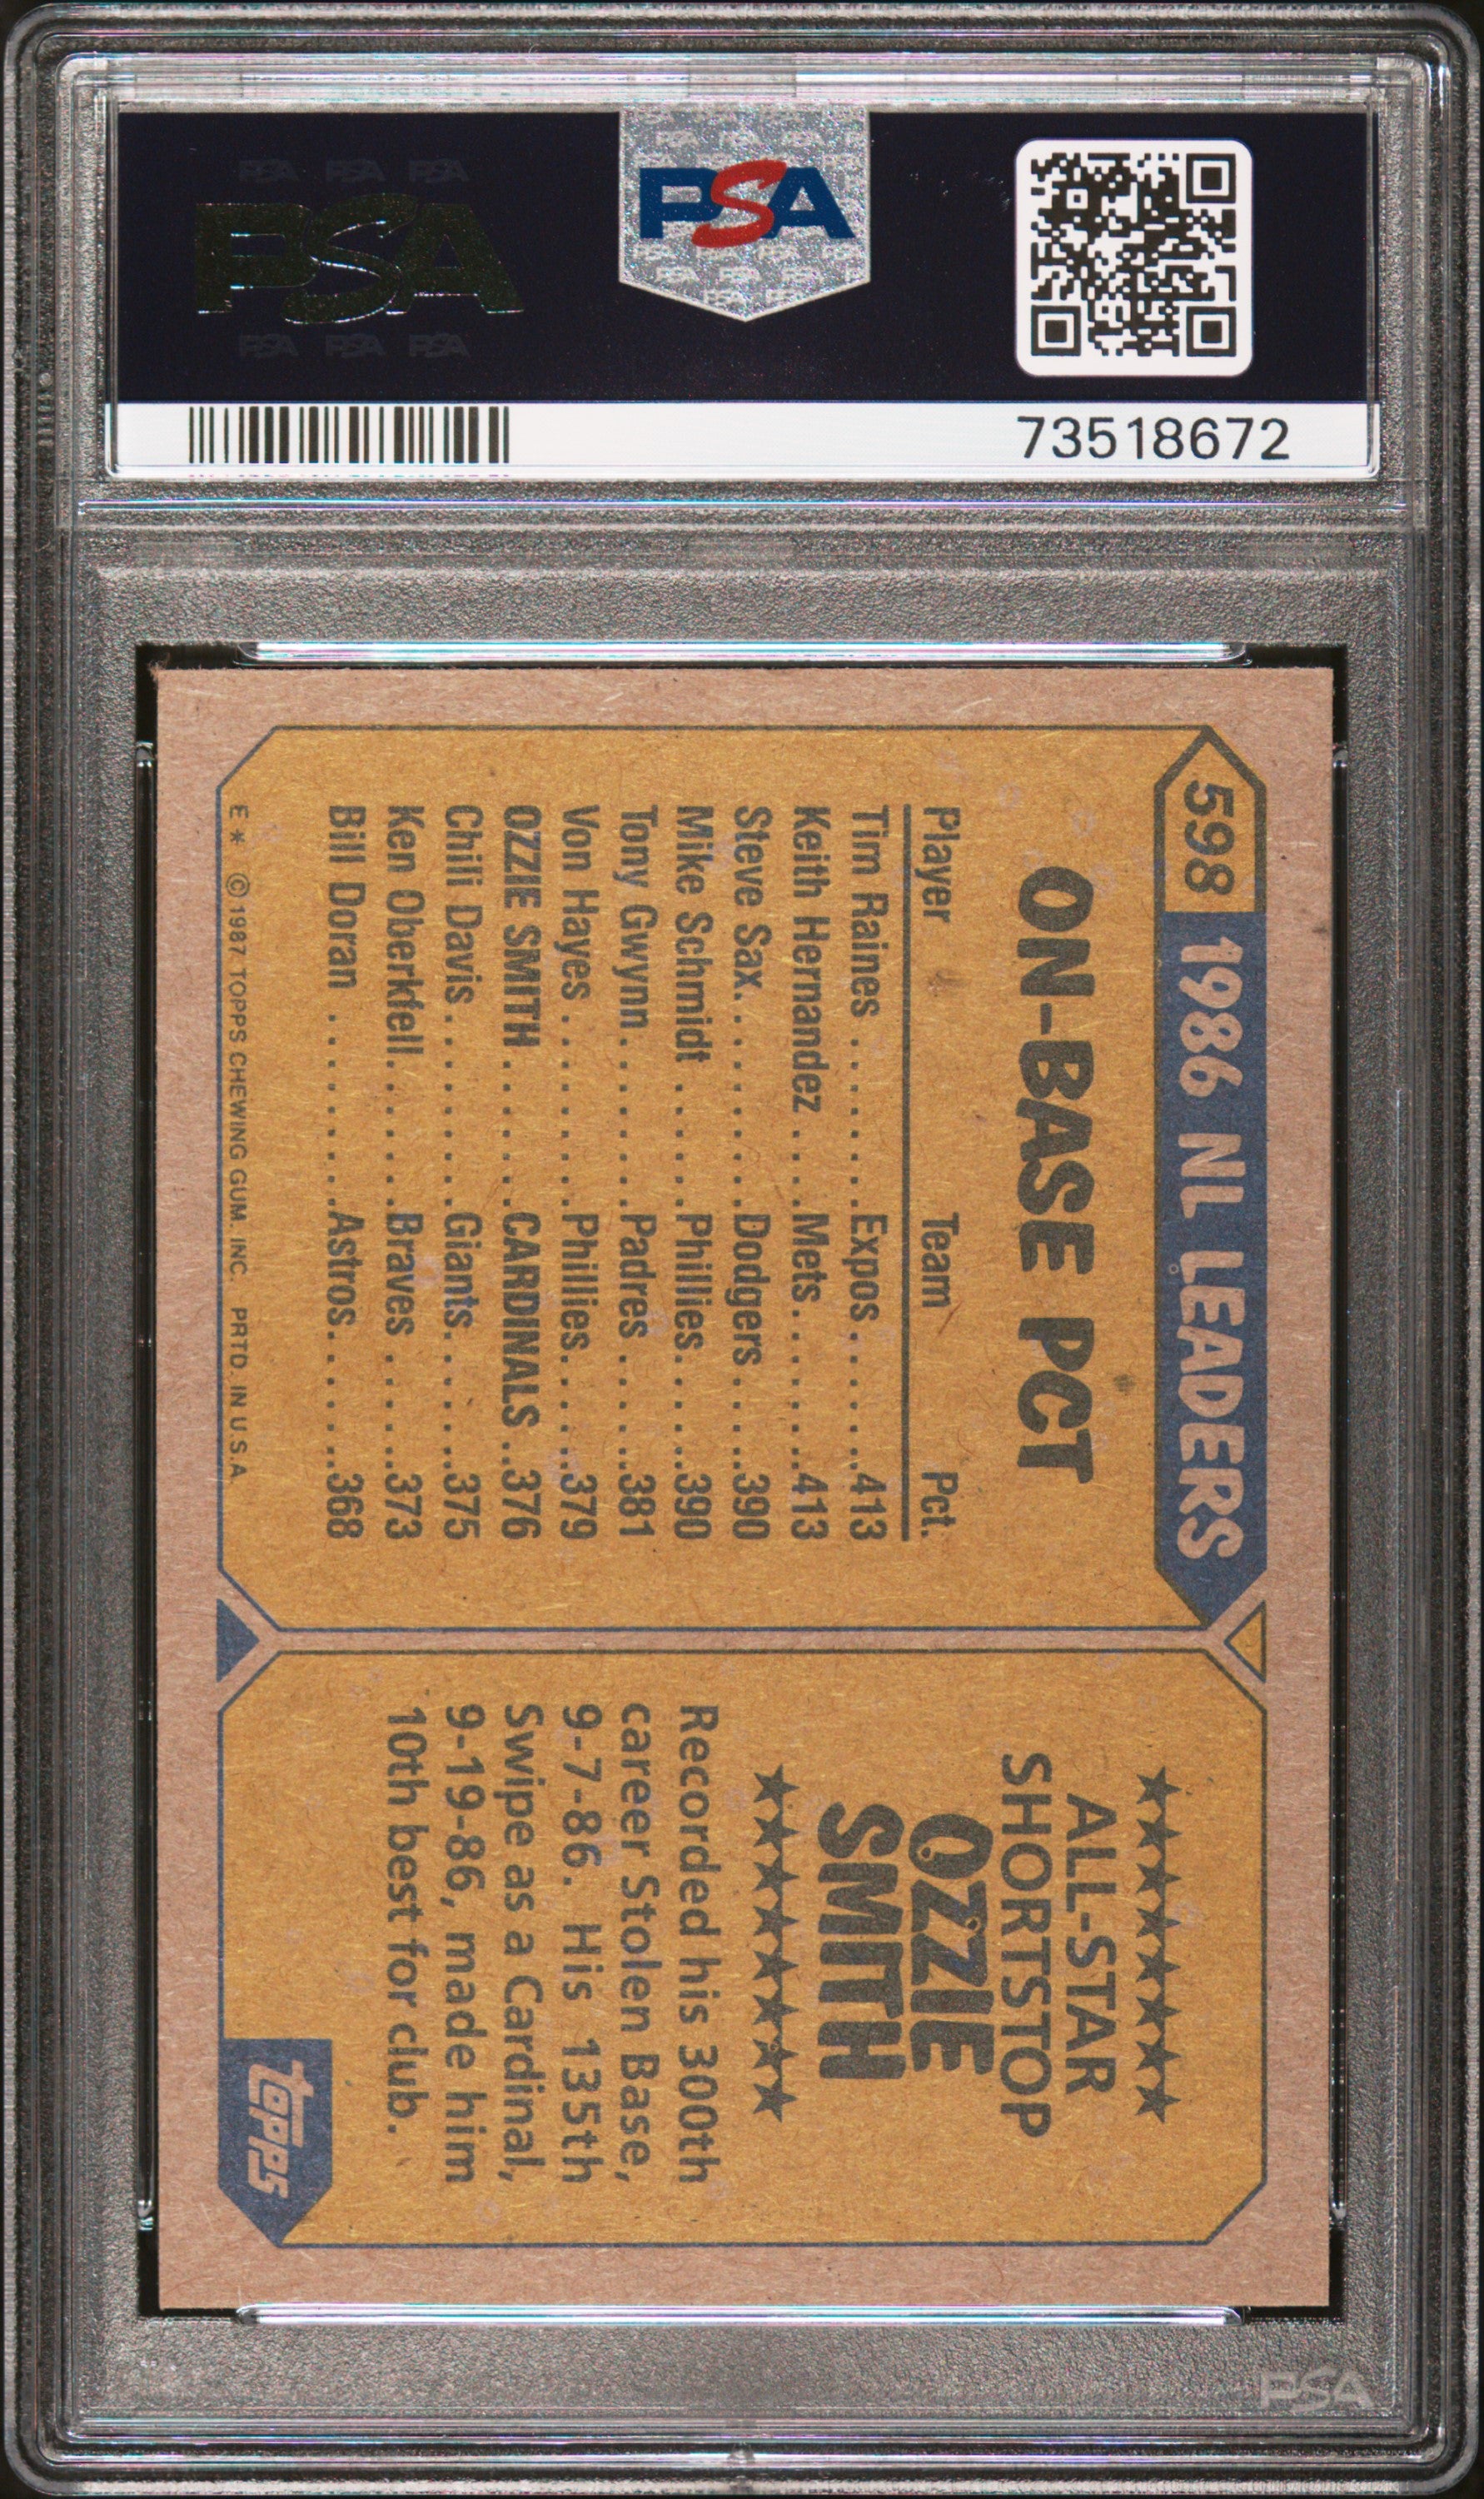 PSA
PSA
73518672
598
1986 NL LEADERS
ON-BASE PCT
Player Team Pct.
Tim Raines .........Expos.......413
Keith Hernandez ....Mets........413
Steve Sax...........Dodgers.....390
Mike Schmidt .......Phillies.....390
Tony Gwynn..........Padres .....381
Von Hayes ..........Phillies.....379
OZZIE SMITH........CARDINALS ..376
Chili Davis..........Giants......375
Ken Oberkfell.......Braves .....373
Bill Doran .........Astros......368
E* ©1987 TOPPS CHEWING GUM. INC. PRTD. IN U.S.A.
ALL-STAR
SHORTSTOP
OZZIE
SMITH
Recorded his 300th
career Stolen Base,
9-7-86. His 135th
Swipe as a Cardinal,
9-19-86, made him
10th best for club.
topps
PSA